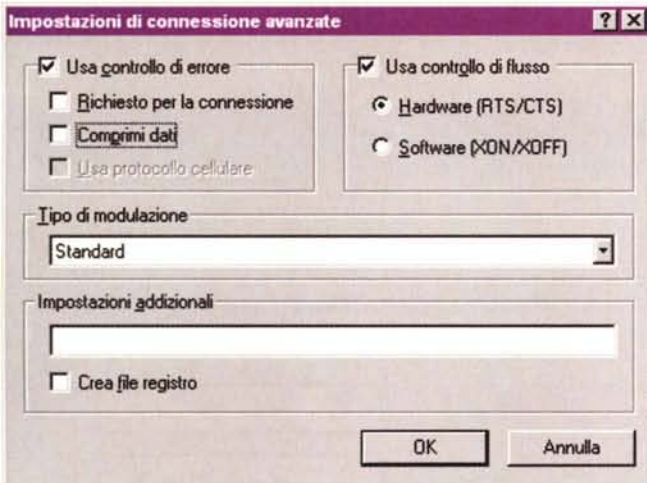 Impostazioni di connessione avanzate
Usa controllo di errore
Richiesto per la connessione
Comprimi dati
Usa protocollo cellulare
Usa controllo di flusso
Hardware (RTS/CTS)
Software (XON/XOFF)
Tipo di modulazione
Standard
Impostazioni addizionali
Crea file registro
OK
Annulla